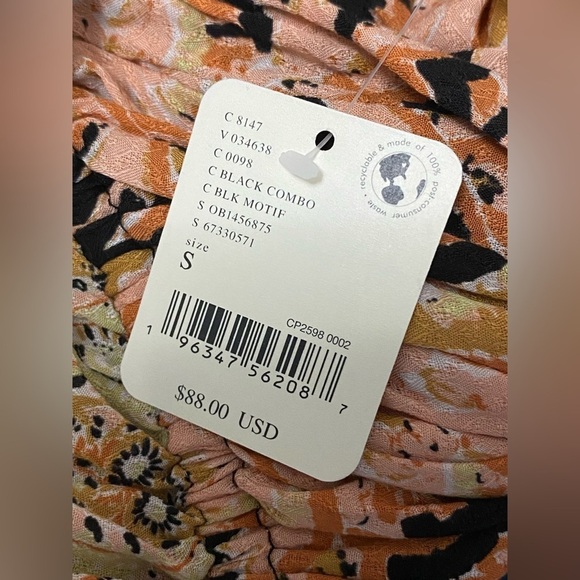 C 8147
V 034638
C 0098
C BLACK COMBO
C BLK MOTIF
S OB1456875
S 67330571
size
S
recyclable & made of 100% post-consumer waste •
CP2598 0002
1 96347 56208 7
$88.00 USD